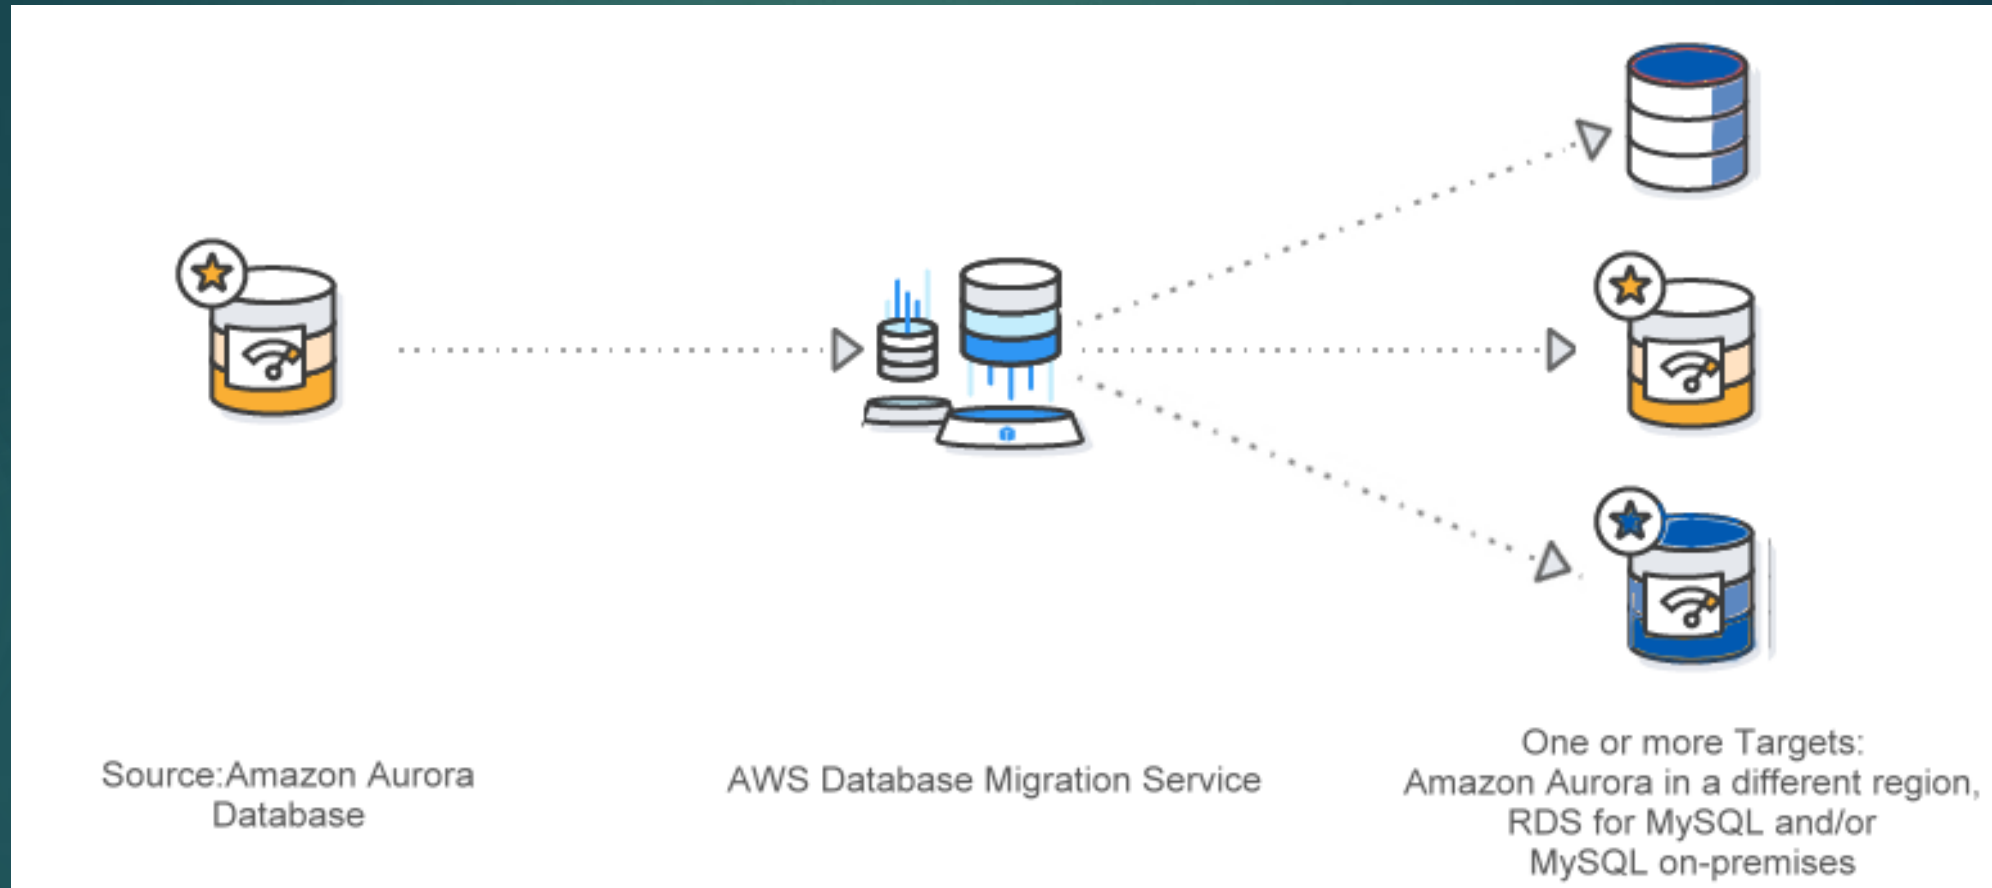 Source:Amazon Aurora
Database
AWS Database Migration Service
One or more Targets:
Amazon Aurora in a different region,
RDS for MySQL and/or
MySQL on-premises